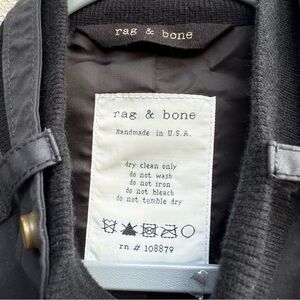 rag & bone
rag & bone
Handmade in U.S.A.
dry clean only
do not wash
do not iron
do not bleach
do not tumble dry
rn # 108879